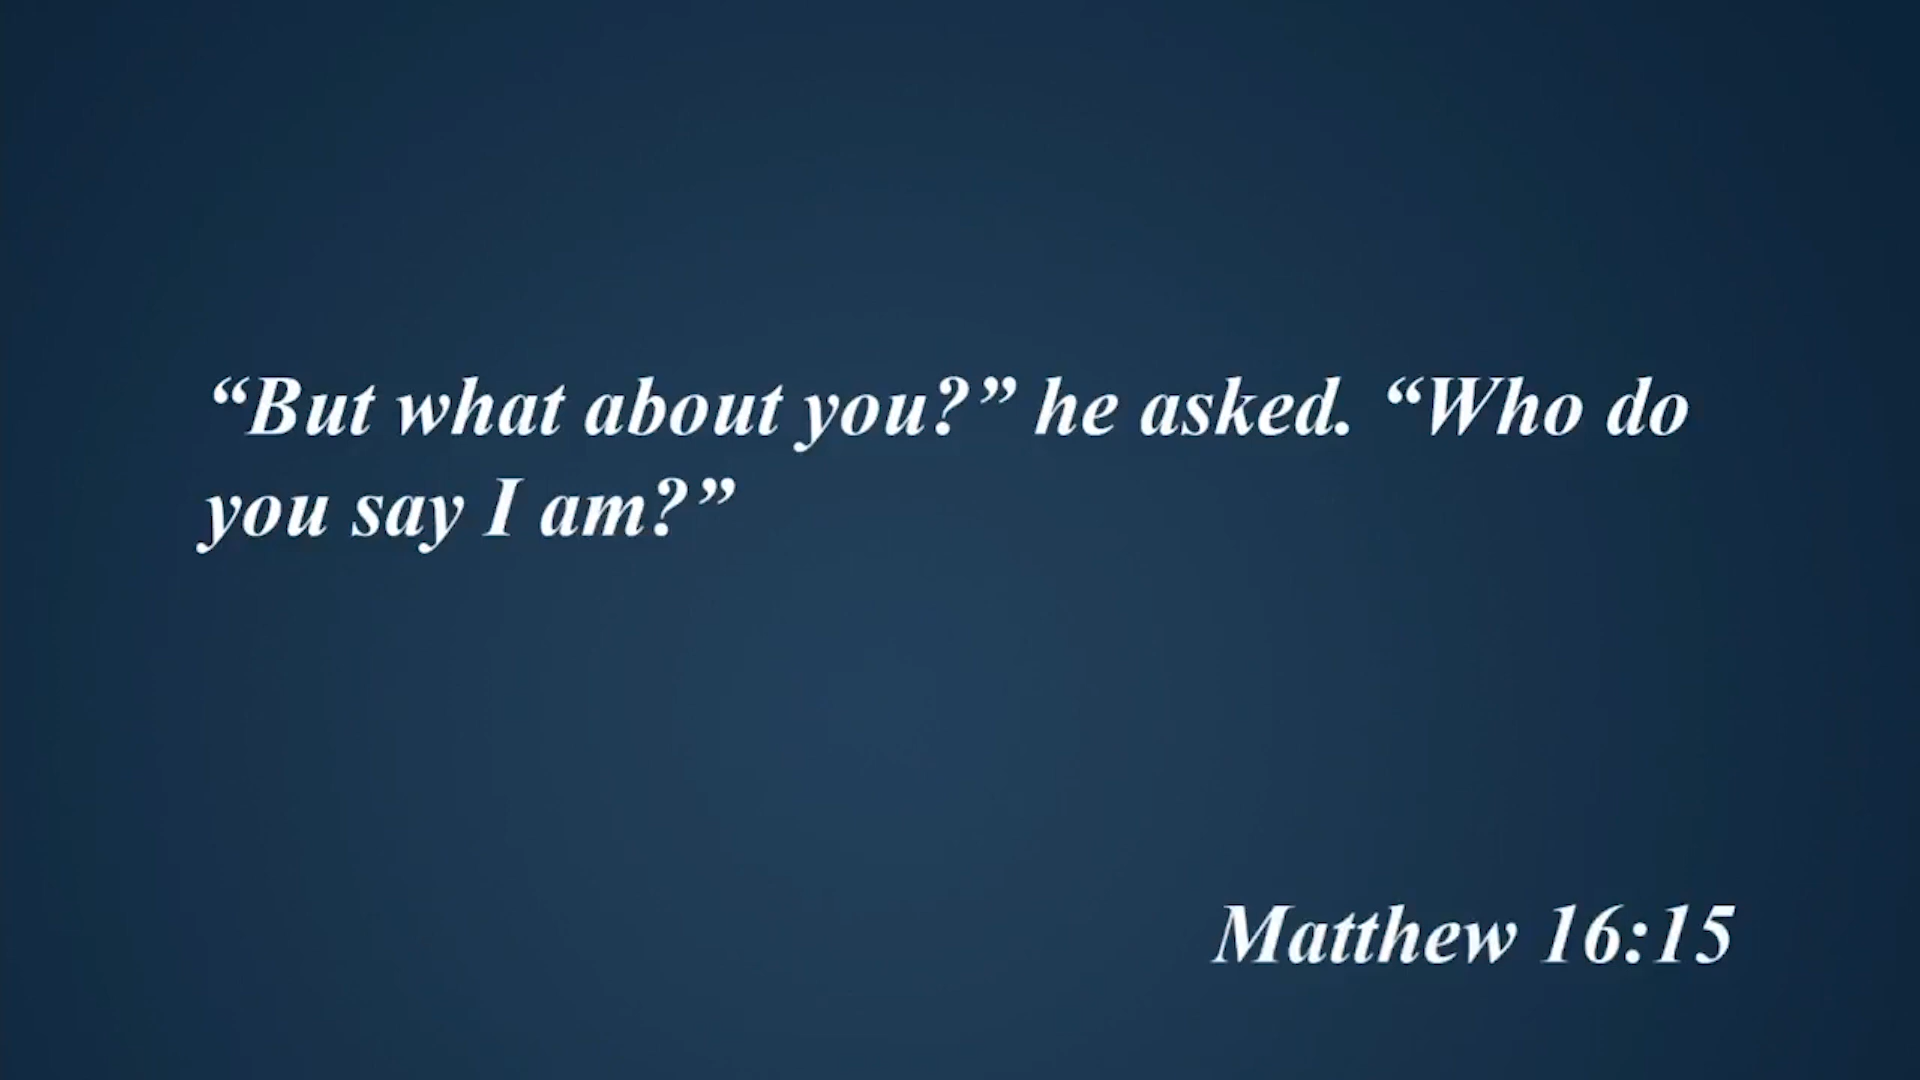 “But what about you?” he asked. “Who do
you say I am?”
Matthew 16:15